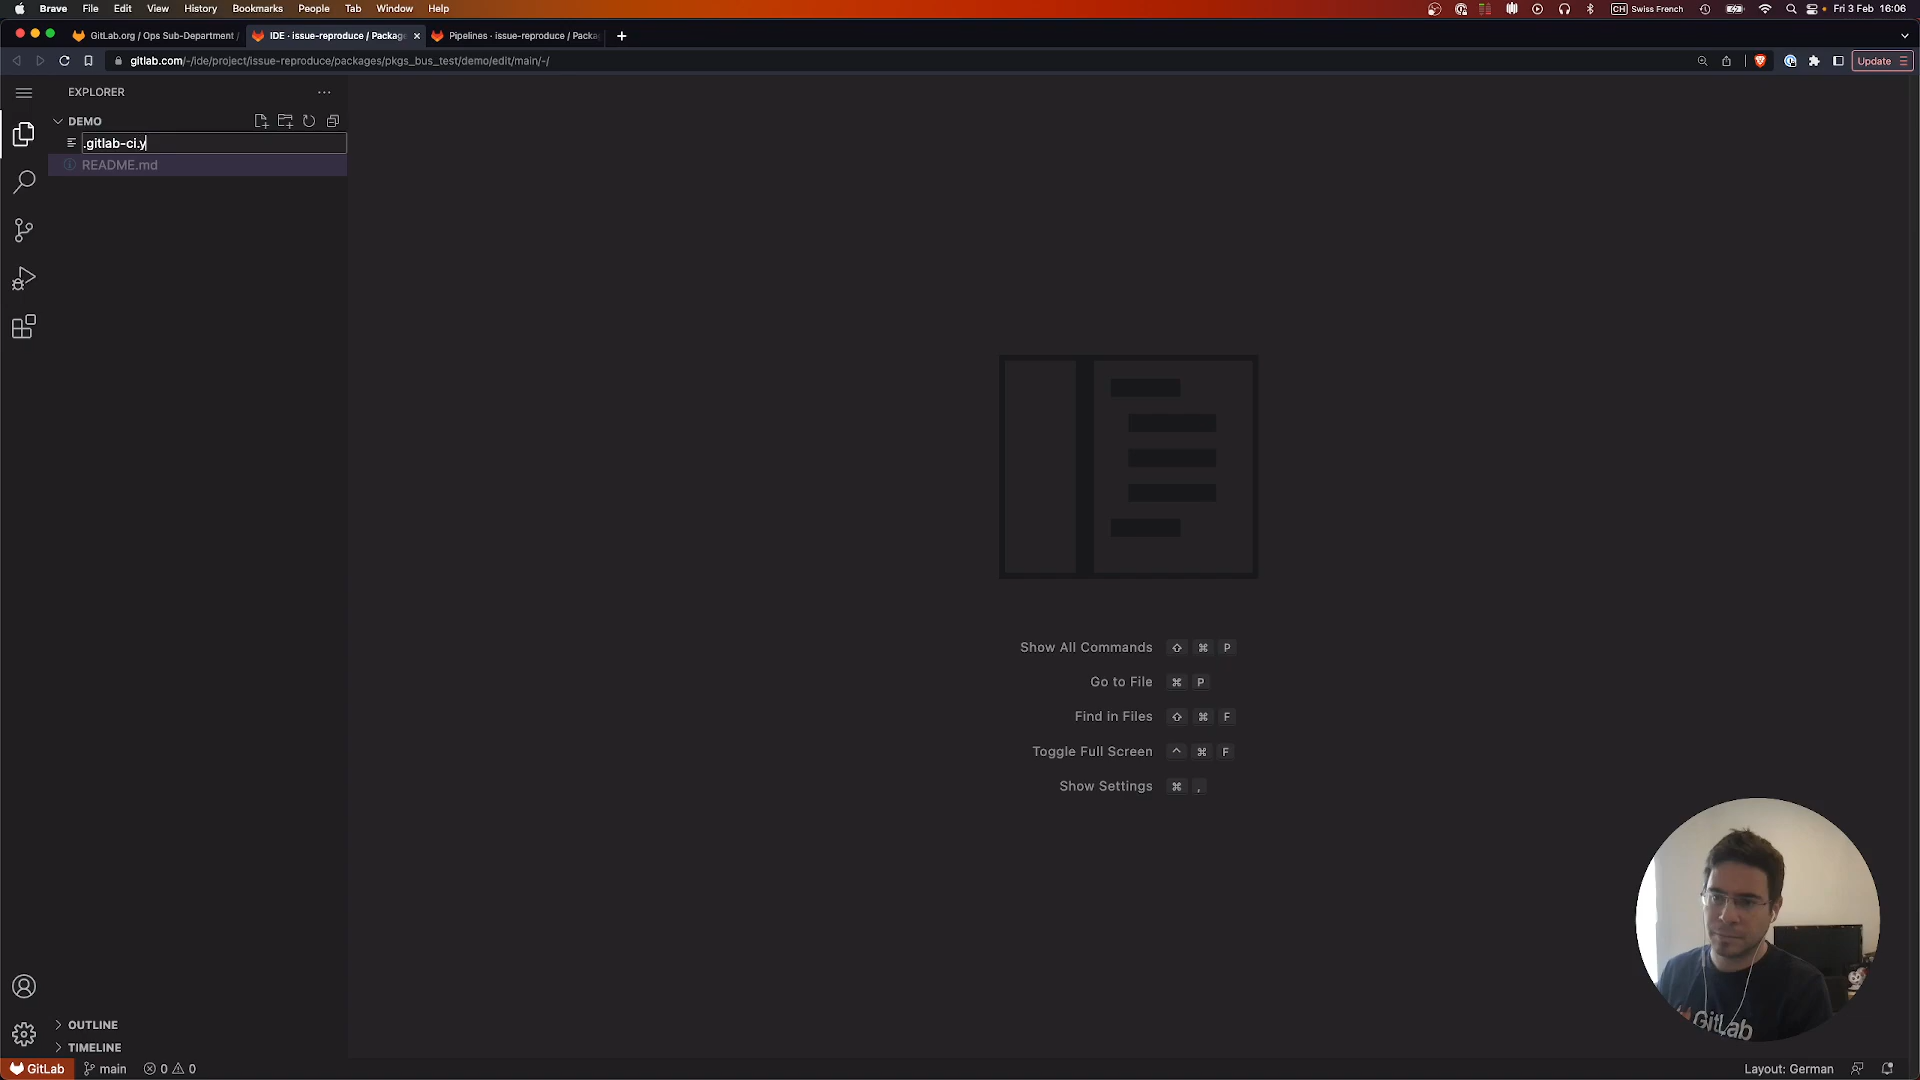 Brave File Edit View History Bookmarks People Tab Window Help
CH Swiss French Fri 3 Feb 16:06
GitLab.org / Ops Sub-Department /
IDE · issue-reproduce / Package
Pipelines · issue-reproduce / Packa
gitlab.com/-/ide/project/issue-reproduce/packages/pkgs_bus_test/demo/edit/main/-/
Update
EXPLORER
DEMO
.gitlab-ci.y
README.md
Show All Commands ⇧ ⌘ P
Go to File ⌘ P
Find in Files ⇧ ⌘ F
Toggle Full Screen ^ ⌘ F
Show Settings ⌘ ,
GitLab
OUTLINE
TIMELINE
GitLab main 0 0
Layout: German